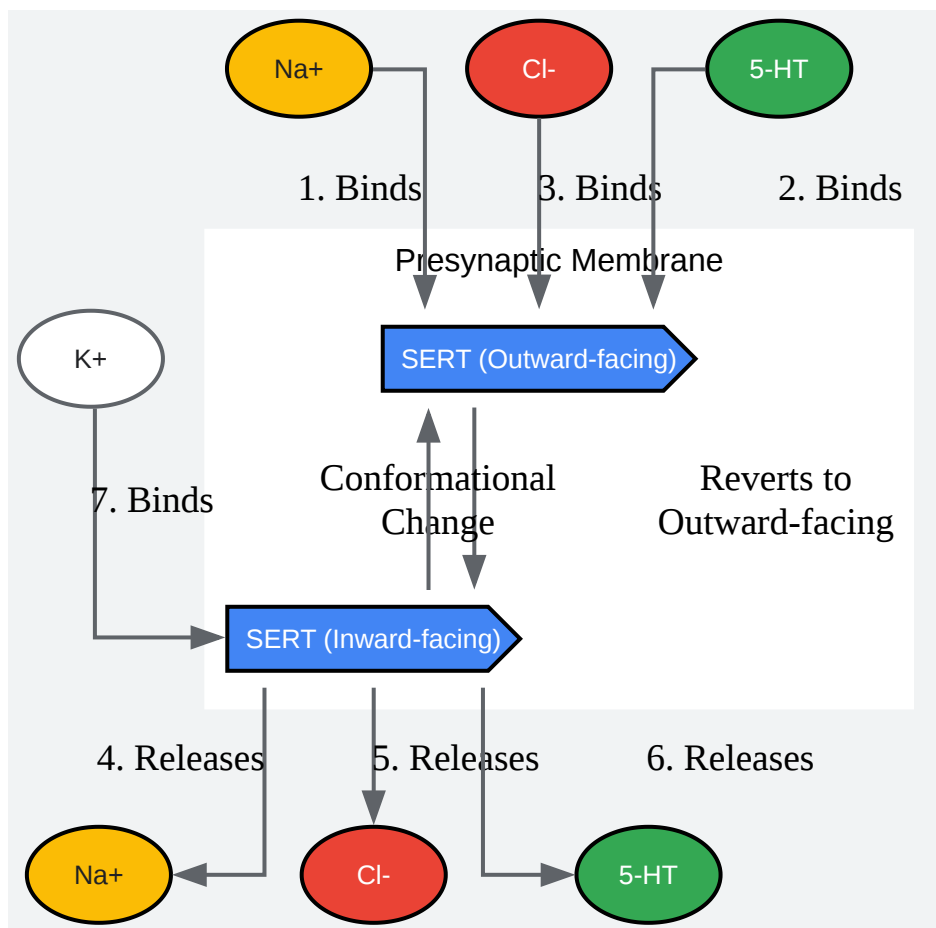 Na+
Cl-
5-HT
1. Binds
3. Binds
2. Binds
Presynaptic Membrane
K+
SERT (Outward-facing)
7. Binds
Conformational
Change
Reverts to
Outward-facing
SERT (Inward-facing)
4. Releases
5. Releases
6. Releases
Na+
Cl-
5-HT